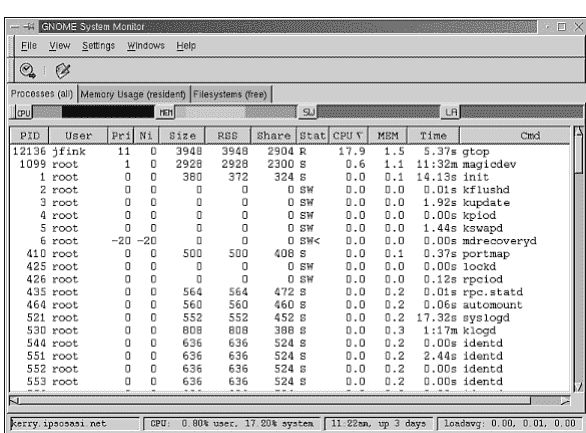 GNOME System Monitor
File View Settings Windows Help
Processes (all) Memory Usage (resident) Filesystems (free)
CPU MEM SW LA
PID User Pri Ni Size RSS Share Stat CPU MEM Time Cmd
12136 jfink 11 0 3948 3948 2904 R 17.9 1.5 5.37s gtop
1099 root 1 0 2928 2928 2300 S 0.6 1.1 11:32m magicdev
1 root 0 0 380 372 324 S 0.0 0.1 14.13s init
2 root 0 0 0 0 0 SW 0.0 0.0 0.01s kflushd
3 root 0 0 0 0 0 SW 0.0 0.0 1.92s kupdate
4 root 0 0 0 0 0 SW 0.0 0.0 0.00s kpiod
5 root 0 0 0 0 0 SW 0.0 0.0 1.44s kswapd
6 root -20 -20 0 0 0 SW< 0.0 0.0 0.00s mdrecoveryd
410 root 0 0 500 500 408 S 0.0 0.1 0.37s portmap
425 root 0 0 0 0 0 SW 0.0 0.0 0.00s lockd
426 root 0 0 0 0 0 SW 0.0 0.0 0.12s rpciod
435 root 0 0 564 564 472 S 0.0 0.2 0.01s rpc.statd
464 root 0 0 560 560 460 S 0.0 0.2 0.06s automount
521 root 0 0 552 552 452 S 0.0 0.2 17.32s syslogd
530 root 0 0 808 808 388 S 0.0 0.3 1:17m klogd
544 root 0 0 636 636 524 S 0.0 0.2 0.00s identd
551 root 0 0 636 636 524 S 0.0 0.2 2.44s identd
552 root 0 0 636 636 524 S 0.0 0.2 0.00s identd
553 root 0 0 636 636 524 S 0.0 0.2 0.00s identd
kerry.ipsosasi.net CPU: 0.80% user, 17.20% system 11:22am, up 3 days loadavg: 0.00, 0.01, 0.00